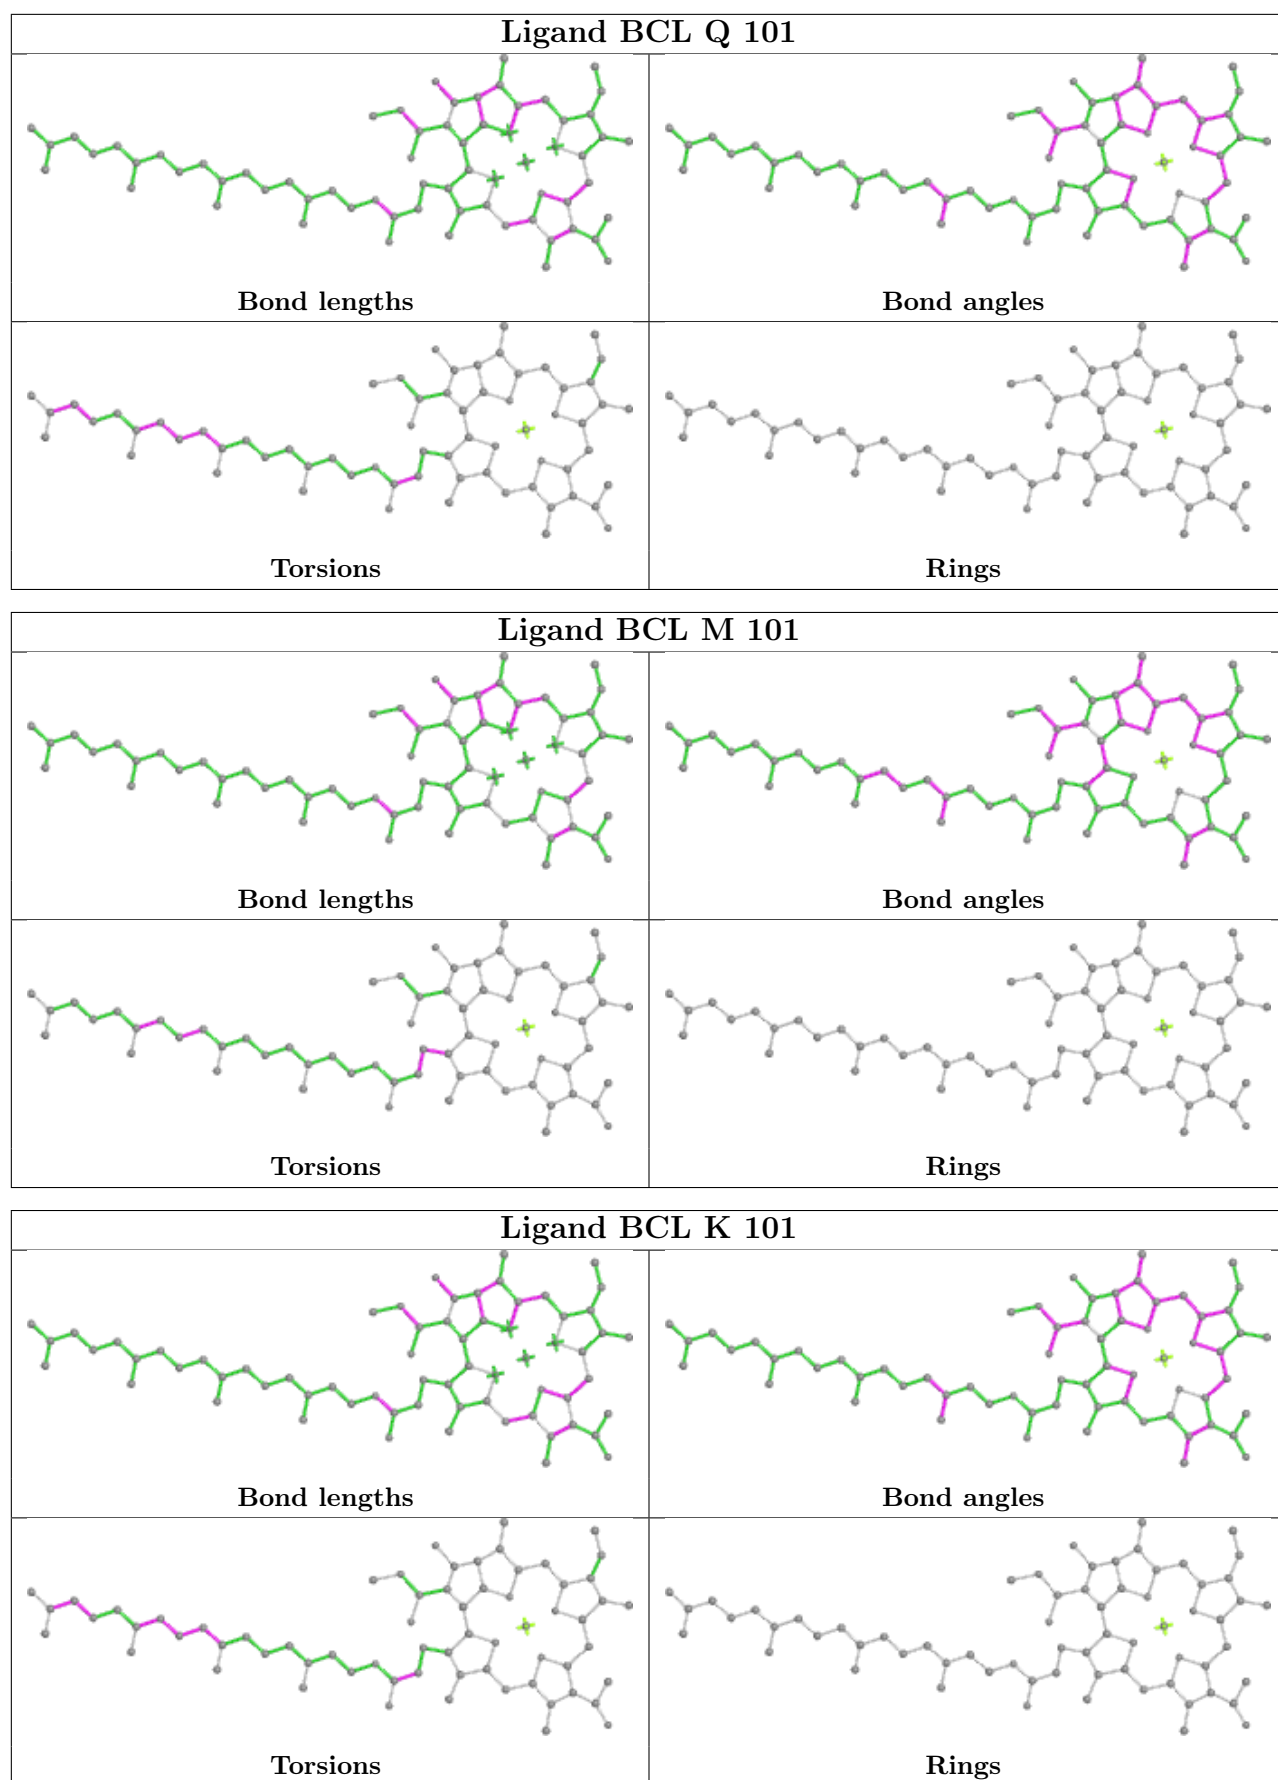 Ligand BCL Q 101
Bond lengths
Bond angles
Torsions
Rings
Ligand BCL M 101
Bond lengths
Bond angles
Torsions
Rings
Ligand BCL K 101
Bond lengths
Bond angles
Torsions
Rings